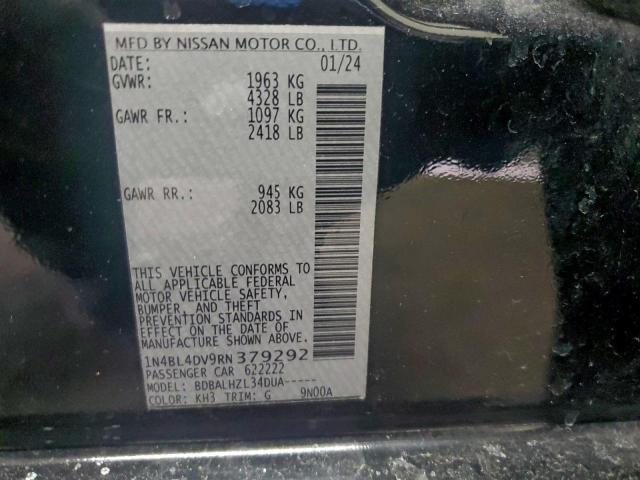 MFD BY NISSAN MOTOR CO., LTD.
DATE: 01/24
GVWR: 1963 KG
4328 LB
GAWR FR.: 1097 KG
2418 LB
GAWR RR.: 945 KG
2083 LB
THIS VEHICLE CONFORMS TO
ALL APPLICABLE FEDERAL
MOTOR VEHICLE SAFETY,
BUMPER, AND THEFT
PREVENTION STANDARDS IN
EFFECT ON THE DATE OF
MANUFACTURE SHOWN ABOVE.
1N4BL4DV9RN379292
PASSENGER CAR 622222
MODEL: BDBALHZL34DUA-----
COLOR: KH3 TRIM: G 9N00A